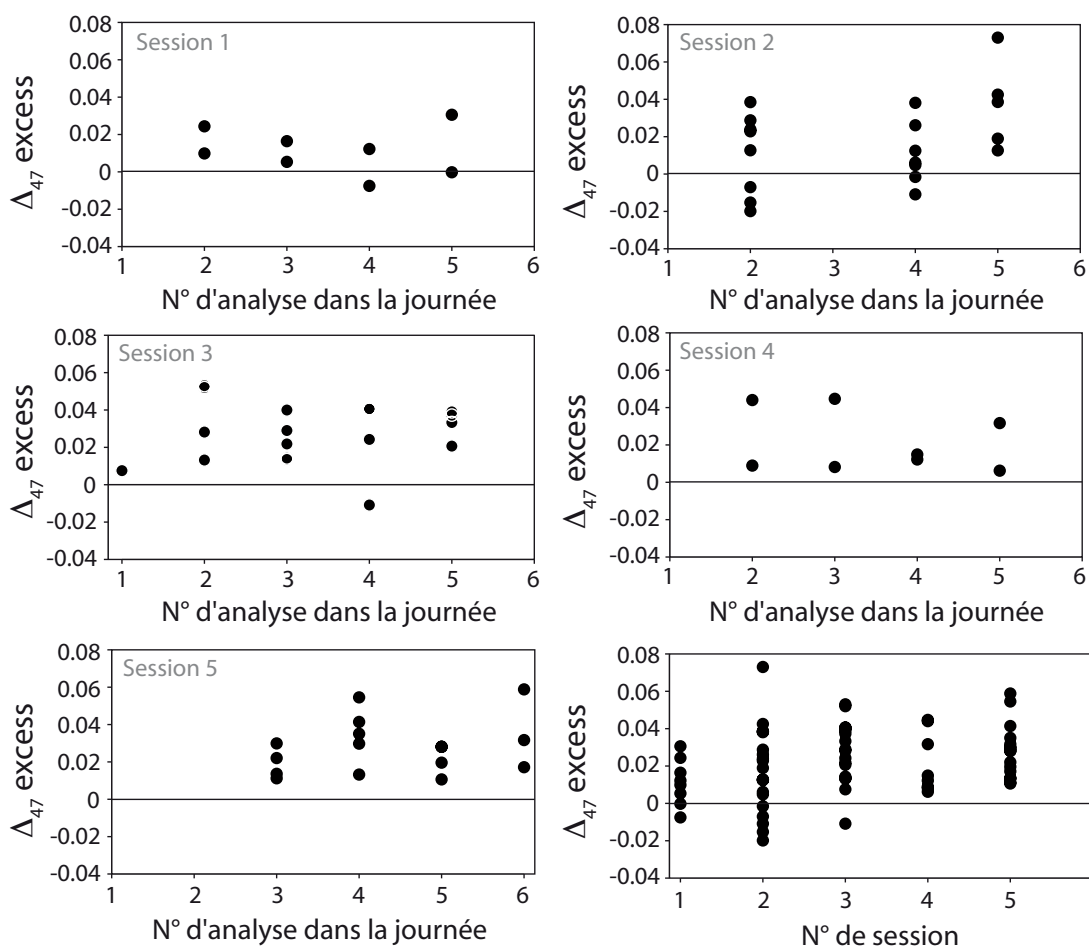 0.08
Session 1
0.06
0.04
0.02
0
-0.02
-0.04
Δ47 excess
1 2 3 4 5 6
N° d'analyse dans la journée
0.08
Session 2
0.06
0.04
0.02
0
-0.02
-0.04
Δ47 excess
1 2 3 4 5 6
N° d'analyse dans la journée
0.08
Session 3
0.06
0.04
0.02
0
-0.02
-0.04
Δ47 excess
1 2 3 4 5 6
N° d'analyse dans la journée
0.08
Session 4
0.06
0.04
0.02
0
-0.02
-0.04
Δ47 excess
1 2 3 4 5 6
N° d'analyse dans la journée
0.08
Session 5
0.06
0.04
0.02
0
-0.02
-0.04
Δ47 excess
1 2 3 4 5 6
N° d'analyse dans la journée
0.08
0.06
0.04
0.02
0
-0.02
-0.04
Δ47 excess
1 2 3 4 5
N° de session